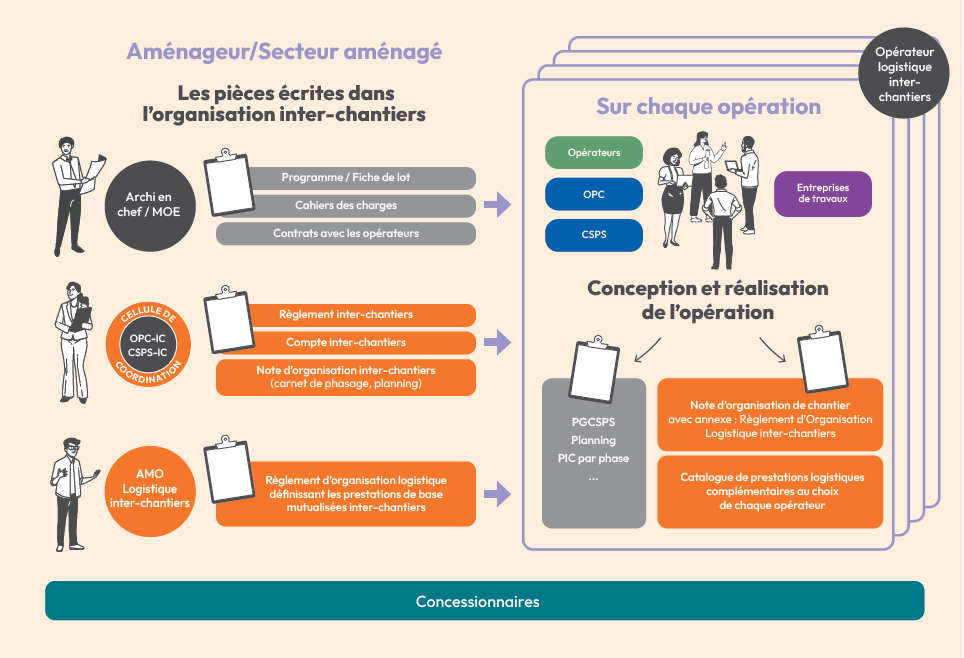 Aménageur/Secteur aménagé
Les pièces écrites dans
l'organisation inter-chantiers
Archi en
chef / MOE
Programme / Fiche de lot
Cahiers des charges
Contrats avec les opérateurs
CELLULE DE
OPC-IC
CSPS-IC
COORDINATION
Règlement inter-chantiers
Compte inter-chantiers
Note d'organisation inter-chantiers
(carnet de phasage, planning)
AMO
Logistique
inter-chantiers
Règlement d'organisation logistique
définissant les prestations de base
mutualisées inter-chantiers
Opérateur
logistique
inter-
chantiers
Sur chaque opération
Opérateurs
OPC
CSPS
Entreprises
de travaux
Conception et réalisation
de l'opération
PGCSPS
Planning
PIC par phase
...
Note d'organisation de chantier
avec annexe : Règlement d'Organisation
Logistique inter-chantiers
Catalogue de prestations logistiques
complémentaires au choix
de chaque opérateur
Concessionnaires